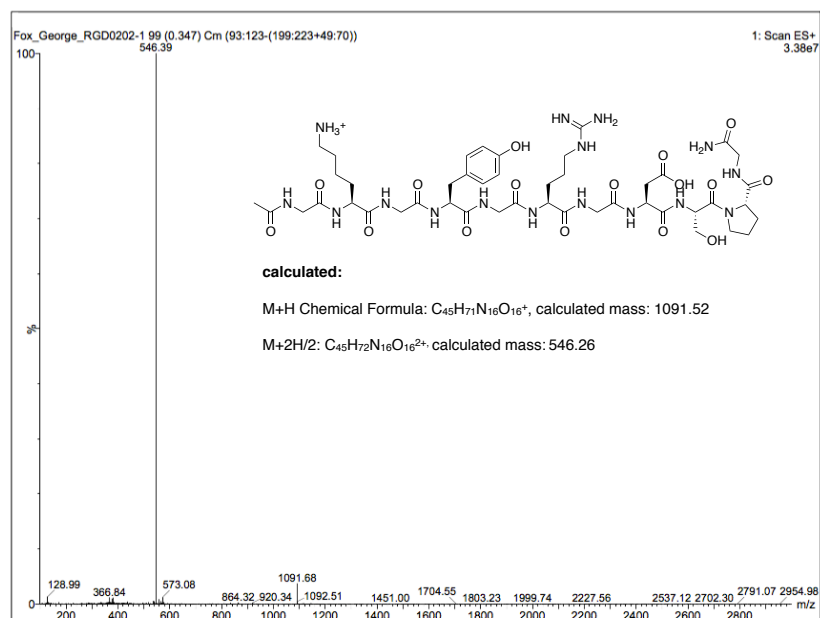 Fox_George_RGD0202-1 99 (0.347) Cm (93:123-(199:223+49:70))
1: Scan ES+
3.38e7
546.39
100
%
0
NH₃⁺
HN
NH₂
NH
OH
O
H₂N
O
NH
O
O
OH
H
N
O
H
N
O
H
N
O
H
N
O
H
N
O
N
O
N
H
O
N
H
O
N
H
O
N
H
O
N
H
O
OH
calculated:
M+H Chemical Formula: C₄₅H₇₁N₁₆O₁₆⁺, calculated mass: 1091.52
M+2H/2: C₄₅H₇₂N₁₆O₁₆²⁺, calculated mass: 546.26
128.99
366.84
573.08
864.32
920.34
1091.68
1092.51
1451.00
1704.55
1803.23
1999.74
2227.56
2537.12
2702.30
2791.07
2954.98
200 400 600 800 1000 1200 1400 1600 1800 2000 2200 2400 2600 2800
m/z